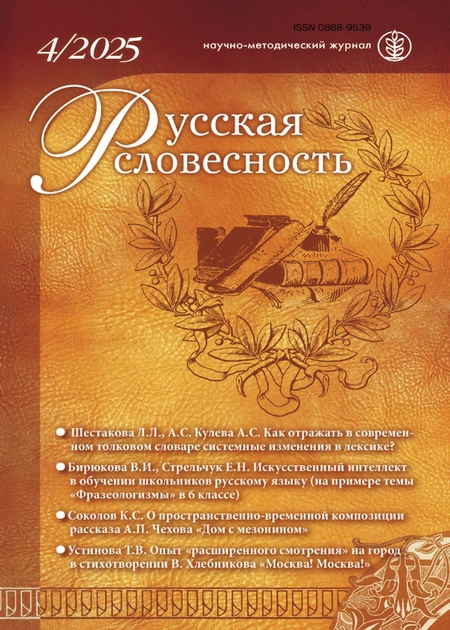 ISSN 0868-9539
4/2025
научно-методический журнал
Русская
словесность
• Шестакова Л.Л., А.С. Кулева А.С. Как отражать в современ-
ном толковом словаре системные изменения в лексике?
• Бирюкова В.И., Стрельчук Е.Н. Искусственный интеллект
в обучении школьников русскому языку (на примере темы
«Фразеологизмы» в 6 классе)
• Соколов К.С. О пространственно-временной композиции
рассказа А.П. Чехова «Дом с мезонином»
• Устинова Т.В. Опыт «расширенного смотрения» на город
в стихотворении В. Хлебникова «Москва! Москва!»